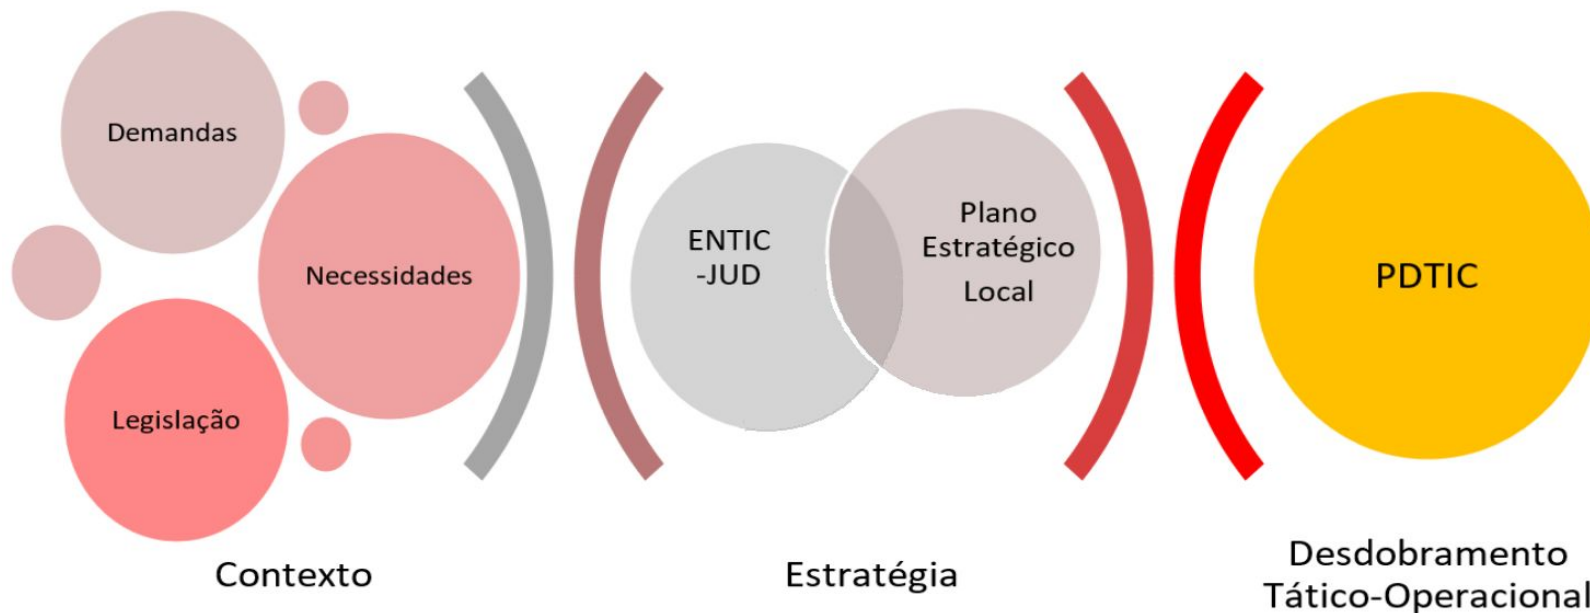 Demandas
Necessidades
Legislação
Contexto
ENTIC
-JUD
Plano
Estratégico
Local
Estratégia
PDTIC
Desdobramento
Tático-Operacional